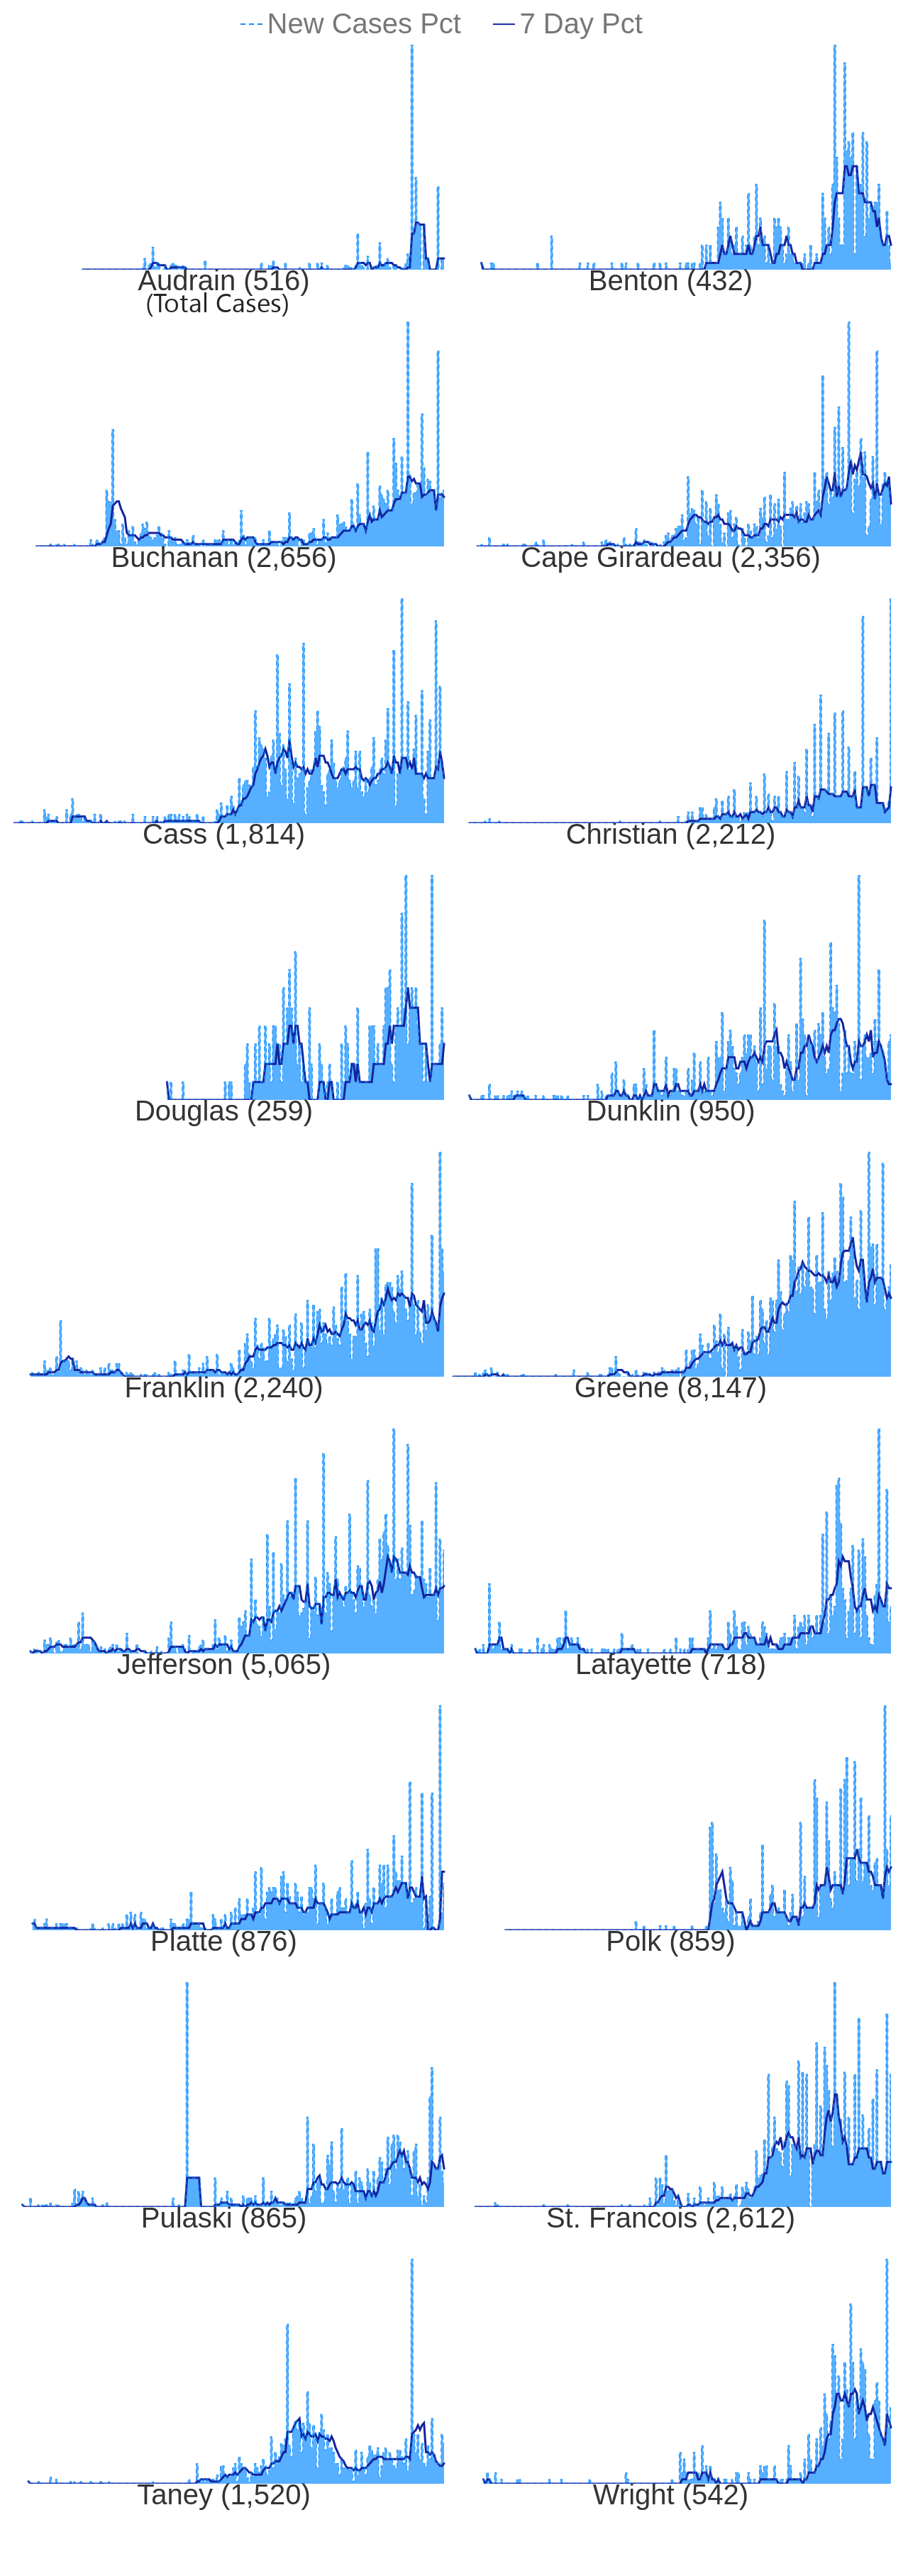 New Cases Pct 7 Day Pct
Audrain (516) Benton (432)
(Total Cases)
Buchanan (2,656) Cape Girardeau (2,356)
Cass (1,814) Christian (2,212)
Douglas (259) Dunklin (950)
Franklin (2,240) Greene (8,147)
Jefferson (5,065) Lafayette (718)
Platte (876) Polk (859)
Pulaski (865) St. Francois (2,612)
Taney (1,520) Wright (542)